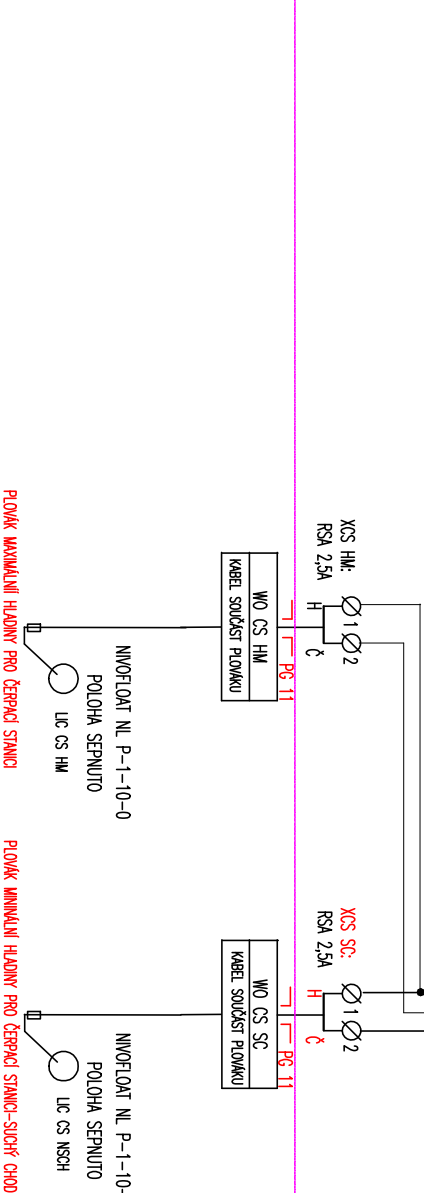 XCS HM:
RSA 2,5A
1
2
H
Č
PG 11
WO CS HM
KABEL SOUČÁST PLOVÁKU
NIVOFLOAT NL P-1-10-0
POLOHA SEPNUTO
LIC CS HM
PLOVÁK MAXIMÁLNÍ HLADINY PRO ČERPACÍ STANICI
XCS SC:
RSA 2,5A
1
2
H
Č
PG 11
WO CS SC
KABEL SOUČÁST PLOVÁKU
NIVOFLOAT NL P-1-10-
POLOHA SEPNUTO
LIC CS NSCH
PLOVÁK MINIMÁLNÍ HLADINY PRO ČERPACÍ STANICI-SUCHÝ CHOD